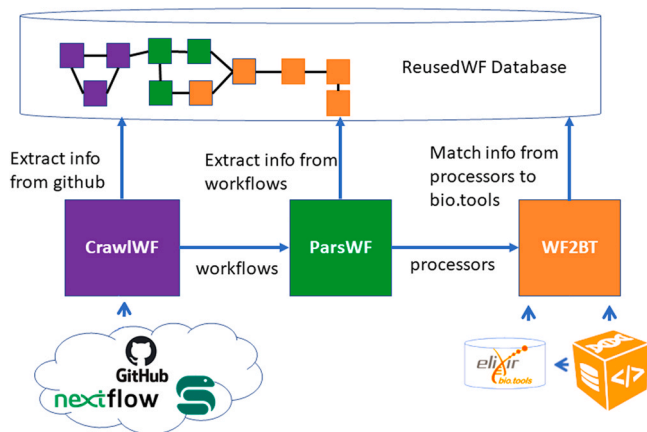 ReusedWF Database
Extract info
from github
Extract info from
workflows
Match info from
processors to
bio.tools
CrawlWF
workflows
ParsWF
processors
WF2BT
GitHub
nextflow
elixir
bio.tools
</>